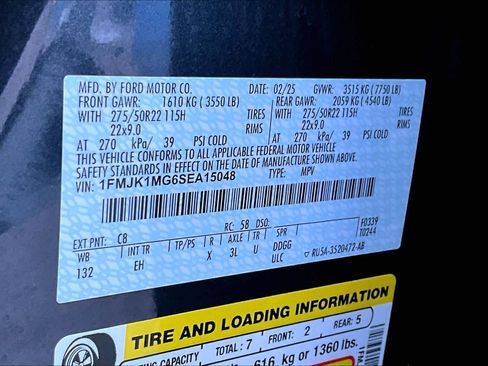 MFD. BY FORD MOTOR CO. DATE: 02/25 GVWR: 3515 KG ( 7750 LB)
FRONT GAWR: 1610 KG ( 3550 LB) REAR GAWR: 2059 KG ( 4540 LB)
WITH 275/50R22 115H TIRES WITH 275/50R22 115H TIRES
22x9.0 RIMS 22x9.0 RIMS
AT 270 kPa/ 39 PSI COLD AT 270 kPa/ 39 PSI COLD
THIS VEHICLE CONFORMS TO ALL APPLICABLE FEDERAL MOTOR VEHICLE
SAFETY STANDARDS IN EFFECT ON THE DATE OF MANUFACTURE SHOWN ABOVE.
VIN: 1FMJK1MG6SEA15048 TYPE: MPV
F0339
T0244
EXT PNT: C8 RC: 58 DSO:
WB INT TR TP/PS R AXLE TR SPR
132 EH X 3L U DDGG
ULC ▽ RU5A-3520472-AB
TIRE AND LOADING INFORMATION
SEATING CAPACITY TOTAL: 7 FRONT: 2 REAR: 5
616 kg or 1360 lbs.